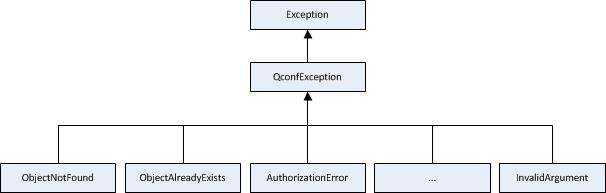 Exception
QconfException
ObjectNotFound
ObjectAlreadyExists
AuthorizationError
...
InvalidArgument